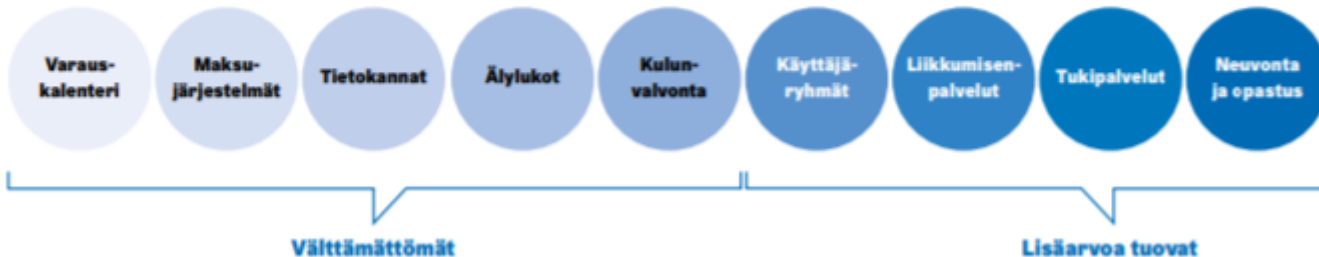 Varaus-
kalenteri
Maksu-
järjestelmät
Tietokannat
Älylukot
Kulun-
valvonta
Käyttäjä-
ryhmät
Liikkumisen-
palvelut
Tukipalvelut
Neuvonta
ja opastus
Välttämättömät
Lisäarvoa tuovat